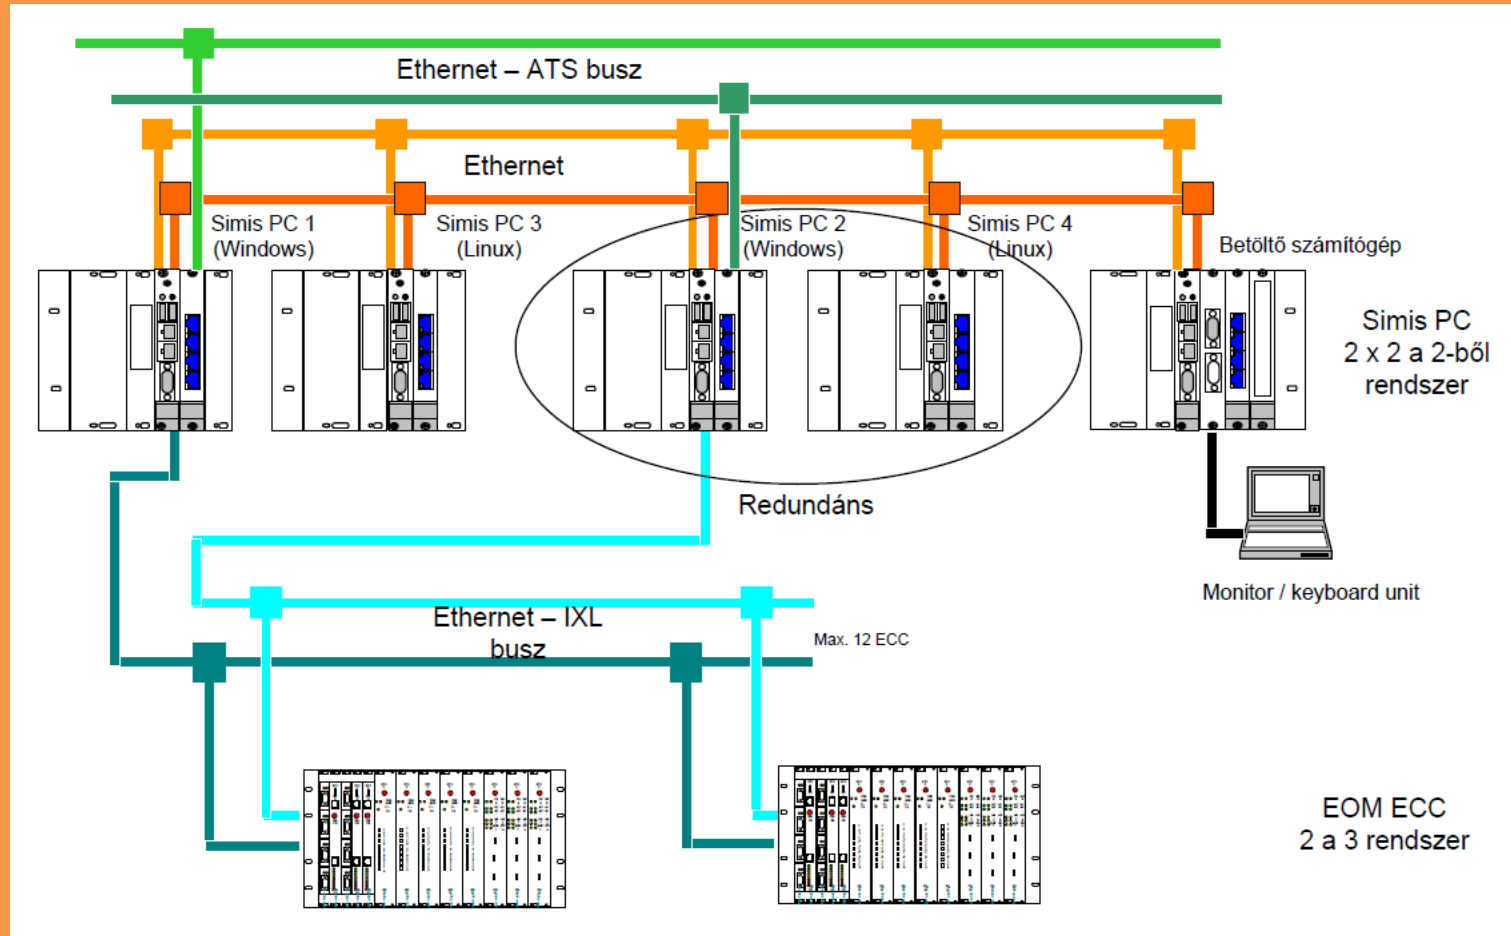 Ethernet – ATS busz
Ethernet
Simis PC 1
(Windows)
Simis PC 3
(Linux)
Simis PC 2
(Windows)
Simis PC 4
(Linux)
Betöltő számítógép
Simis PC
2 x 2 a 2-ből
rendszer
Redundáns
Monitor / keyboard unit
Ethernet – IXL
busz
Max. 12 ECC
EOM ECC
2 a 3 rendszer